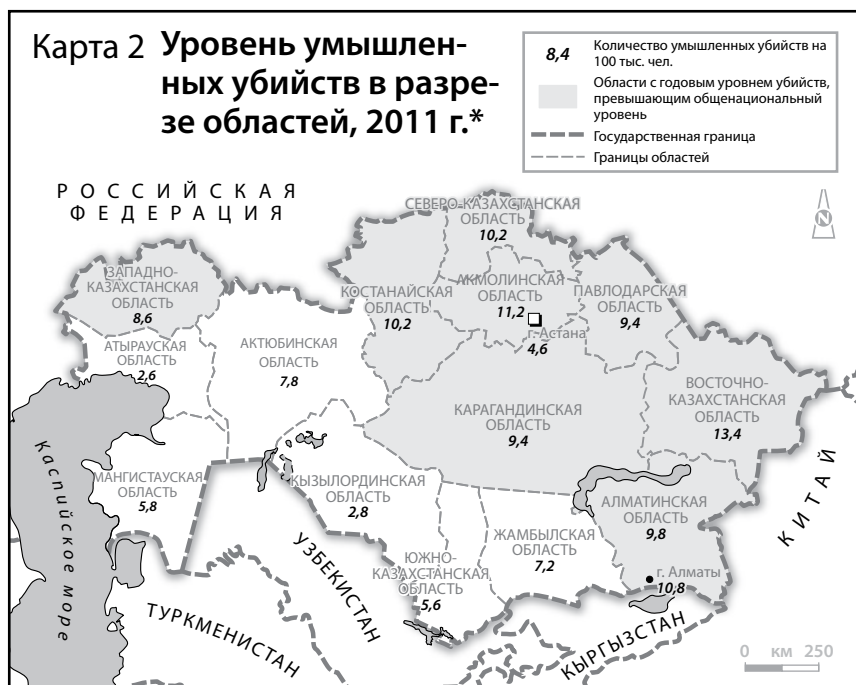 Карта 2 Уровень умышлен-
ных убийств в разре-
зе областей, 2011 г.*
8,4 Количество умышленных убийств на
100 тыс. чел.
Области с годовым уровнем убийств,
превышающим общенациональный
уровень
Государственная граница
Границы областей
РОССИЙСКАЯ
ФЕДЕРАЦИЯ
СЕВЕРО-КАЗАХСТАНСКАЯ
ОБЛАСТЬ
10,2
N
ЗАПАДНО-
КАЗАХСТАНСКАЯ
ОБЛАСТЬ
8,6
КОСТАНАЙСКАЯ
ОБЛАСТЬ
10,2
АКМОЛИНСКАЯ
ОБЛАСТЬ
11,2
г. Астана
4,6
ПАВЛОДАРСКАЯ
ОБЛАСТЬ
9,4
АТЫРАУСКАЯ
ОБЛАСТЬ
2,6
АКТЮБИНСКАЯ
ОБЛАСТЬ
7,8
КАРАГАНДИНСКАЯ
ОБЛАСТЬ
9,4
ВОСТОЧНО-
КАЗАХСТАНСКАЯ
ОБЛАСТЬ
13,4
Каспийское море
МАНГИСТАУСКАЯ
ОБЛАСТЬ
5,8
КЫЗЫЛОРДИНСКАЯ
ОБЛАСТЬ
2,8
ЖАМБЫЛСКАЯ
ОБЛАСТЬ
7,2
АЛМАТИНСКАЯ
ОБЛАСТЬ
9,8
г. Алматы
10,8
КИТАЙ
ЮЖНО-
КАЗАХСТАНСКАЯ
ОБЛАСТЬ
5,6
УЗБЕКИСТАН
ТУРКМЕНИСТАН
КЫРГЫЗСТАН
0 км 250